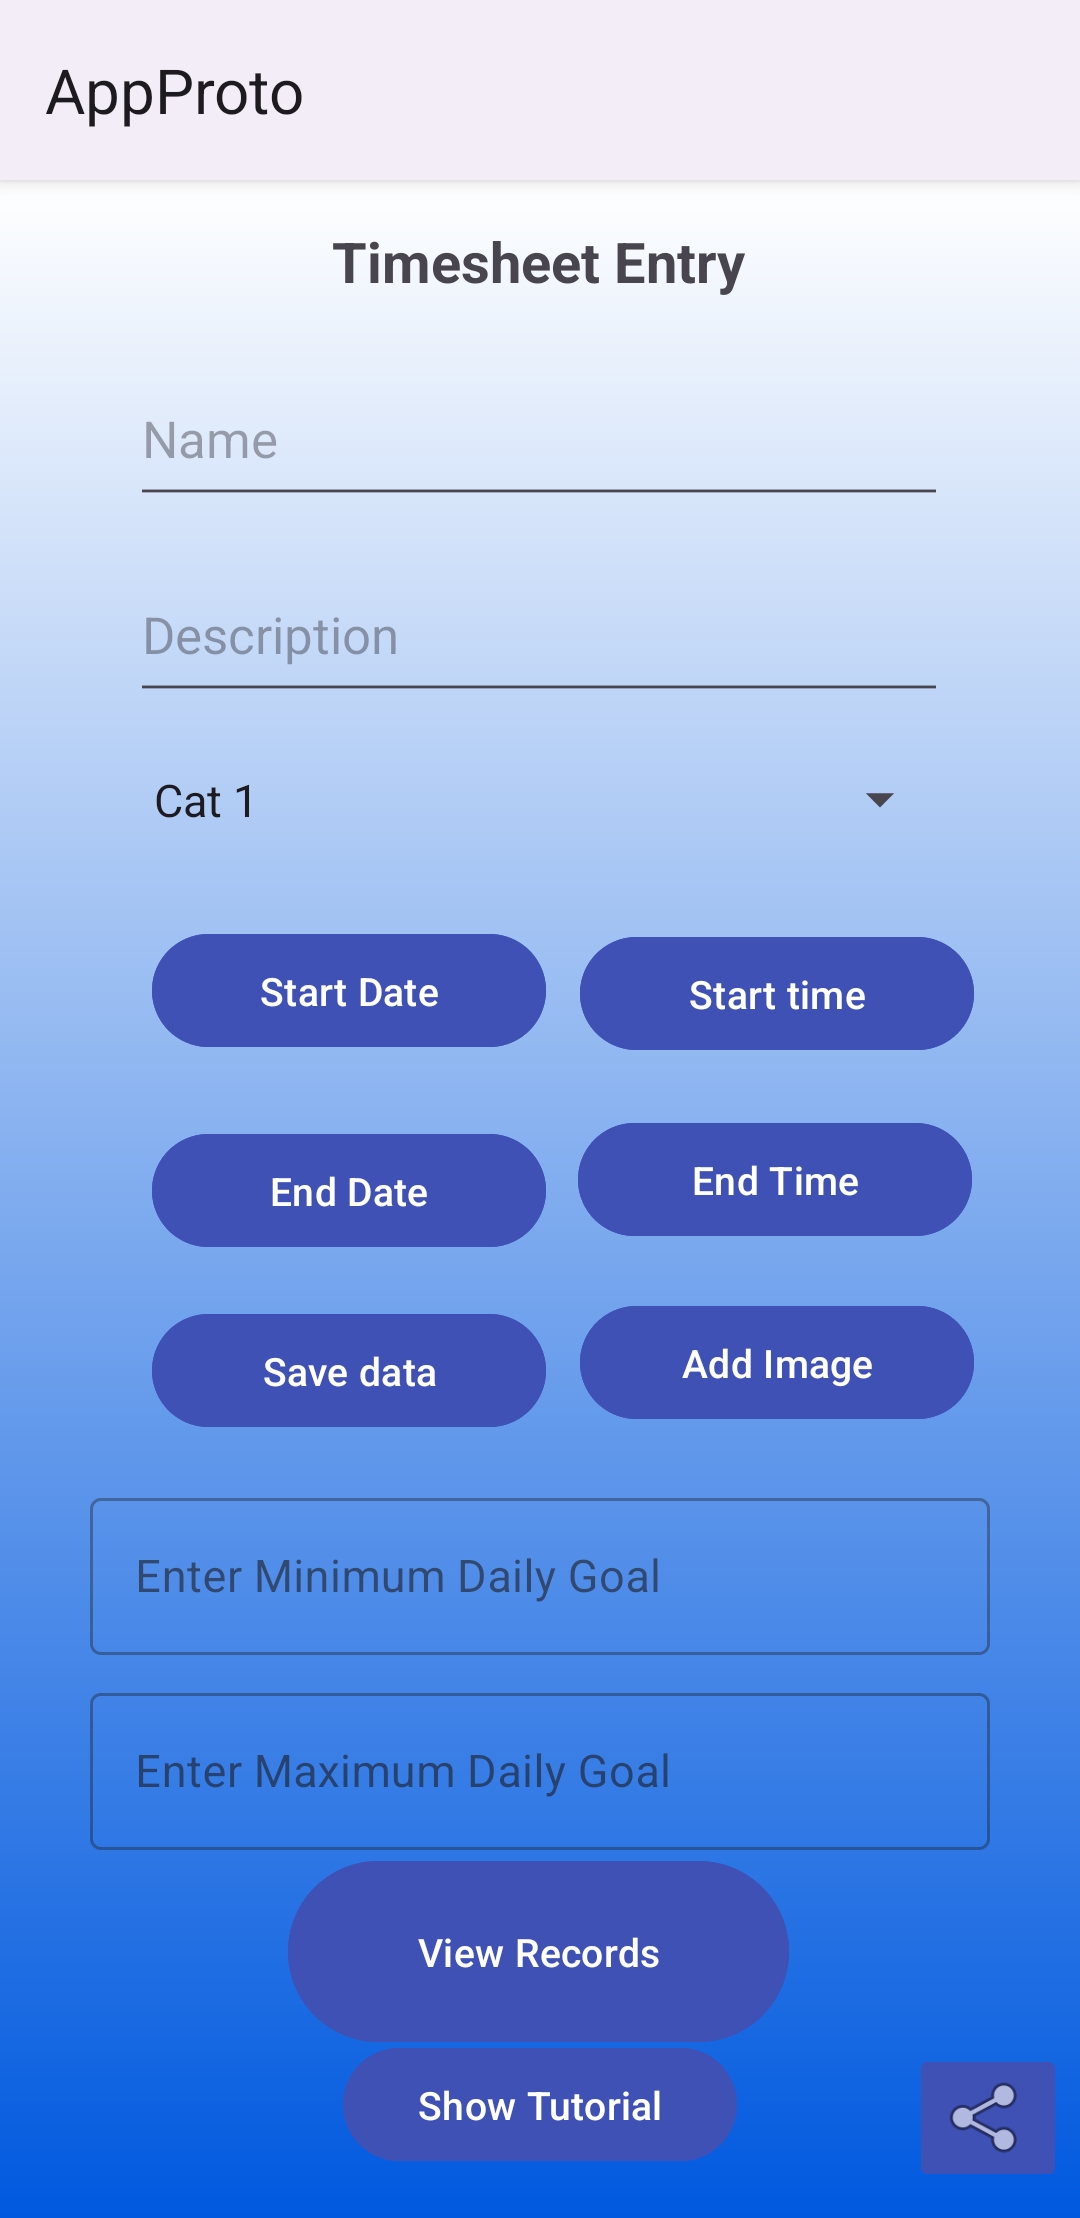 AppProto
Timesheet Entry
Name
Description
Cat 1
Start Date
Start time
End Date
End Time
Save data
Add Image
Enter Minimum Daily Goal
Enter Maximum Daily Goal
View Records
Show Tutorial